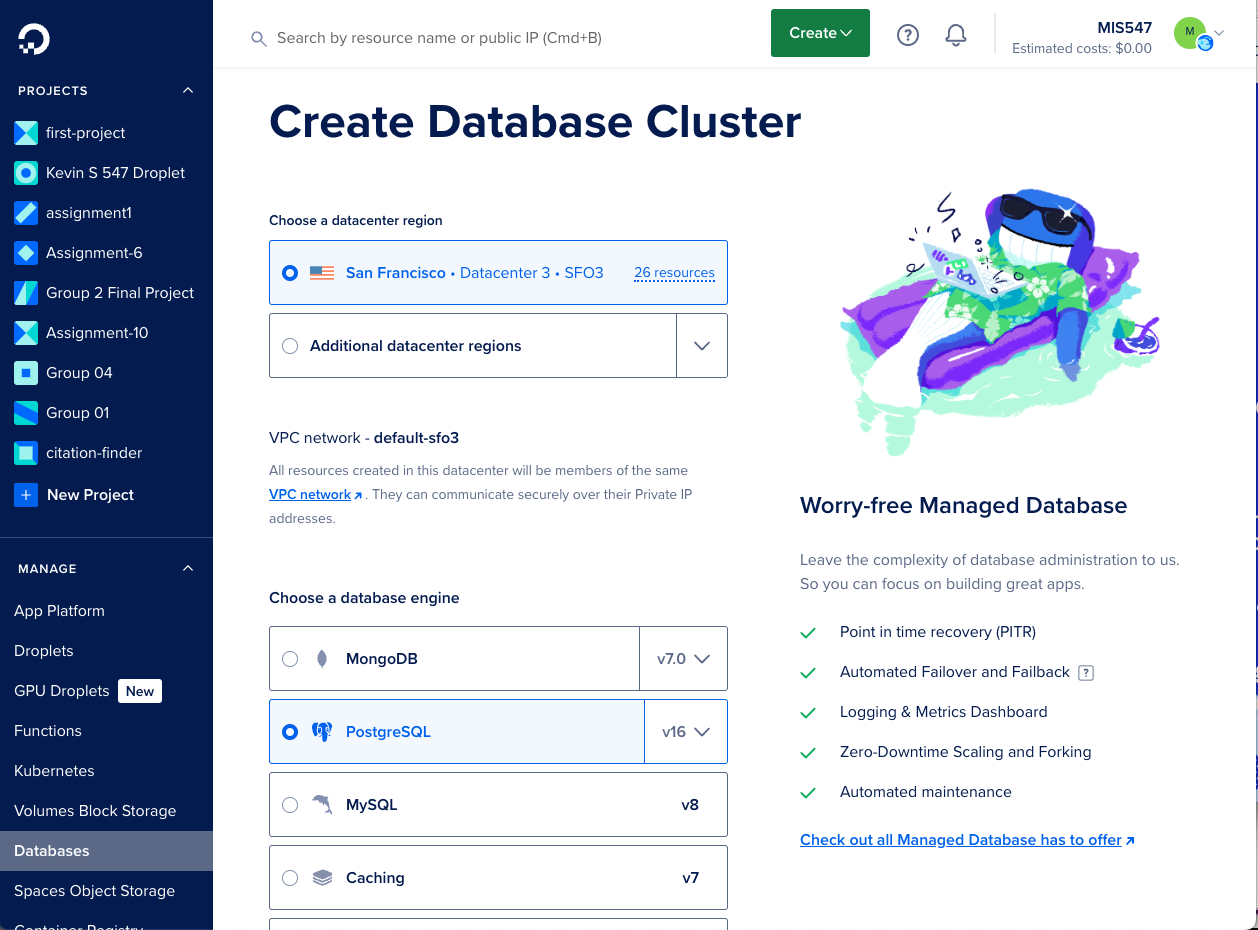 Search by resource name or public IP (Cmd+B)
Create
?
MIS547
Estimated costs: $0.00
M
PROJECTS
first-project
Kevin S 547 Droplet
assignment1
Assignment-6
Group 2 Final Project
Assignment-10
Group 04
Group 01
citation-finder
+ New Project
MANAGE
App Platform
Droplets
GPU Droplets New
Functions
Kubernetes
Volumes Block Storage
Databases
Spaces Object Storage
Container Registry
Create Database Cluster
Choose a datacenter region
San Francisco • Datacenter 3 • SFO3 26 resources
Additional datacenter regions
VPC network - default-sfo3
All resources created in this datacenter will be members of the same
VPC network . They can communicate securely over their Private IP
addresses.
Choose a database engine
MongoDB v7.0
PostgreSQL v16
MySQL v8
Caching v7
Worry-free Managed Database
Leave the complexity of database administration to us.
So you can focus on building great apps.
Point in time recovery (PITR)
Automated Failover and Failback ?
Logging & Metrics Dashboard
Zero-Downtime Scaling and Forking
Automated maintenance
Check out all Managed Database has to offer